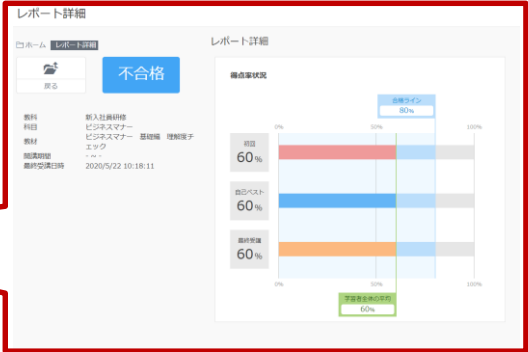 レポート詳細
ホーム レポート詳細
戻る
不合格
教科 新入社員研修
科目 ビジネスマナー
教材 ビジネスマナー 基礎編 理解度チェック
開講期間 - ~ -
最終受講日時 2020/5/22 10:18:11
レポート詳細
得点率状況
合格ライン
80%
0% 50% 100%
初回
60%
自己ベスト
60%
最終受講
60%
0% 50% 100%
学習者全体の平均
60%